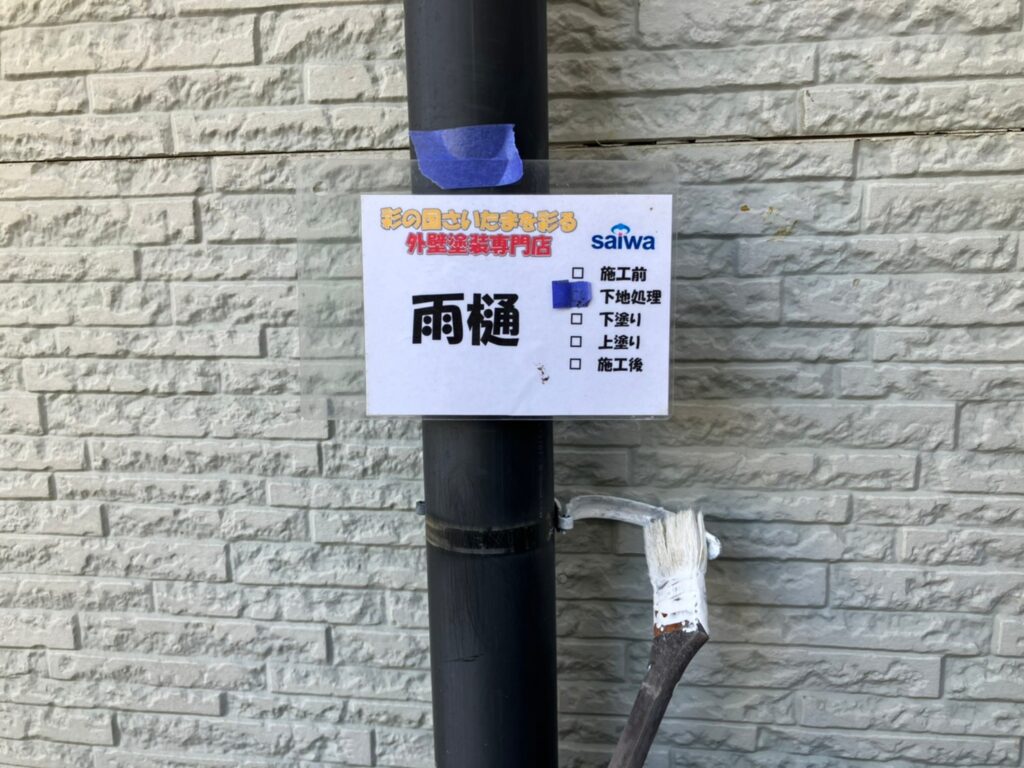 彩の国さいたまを彩る
外壁塗装専門店
saiwa
雨樋
□ 施工前
下地処理
□ 下塗り
□ 上塗り
□ 施工後